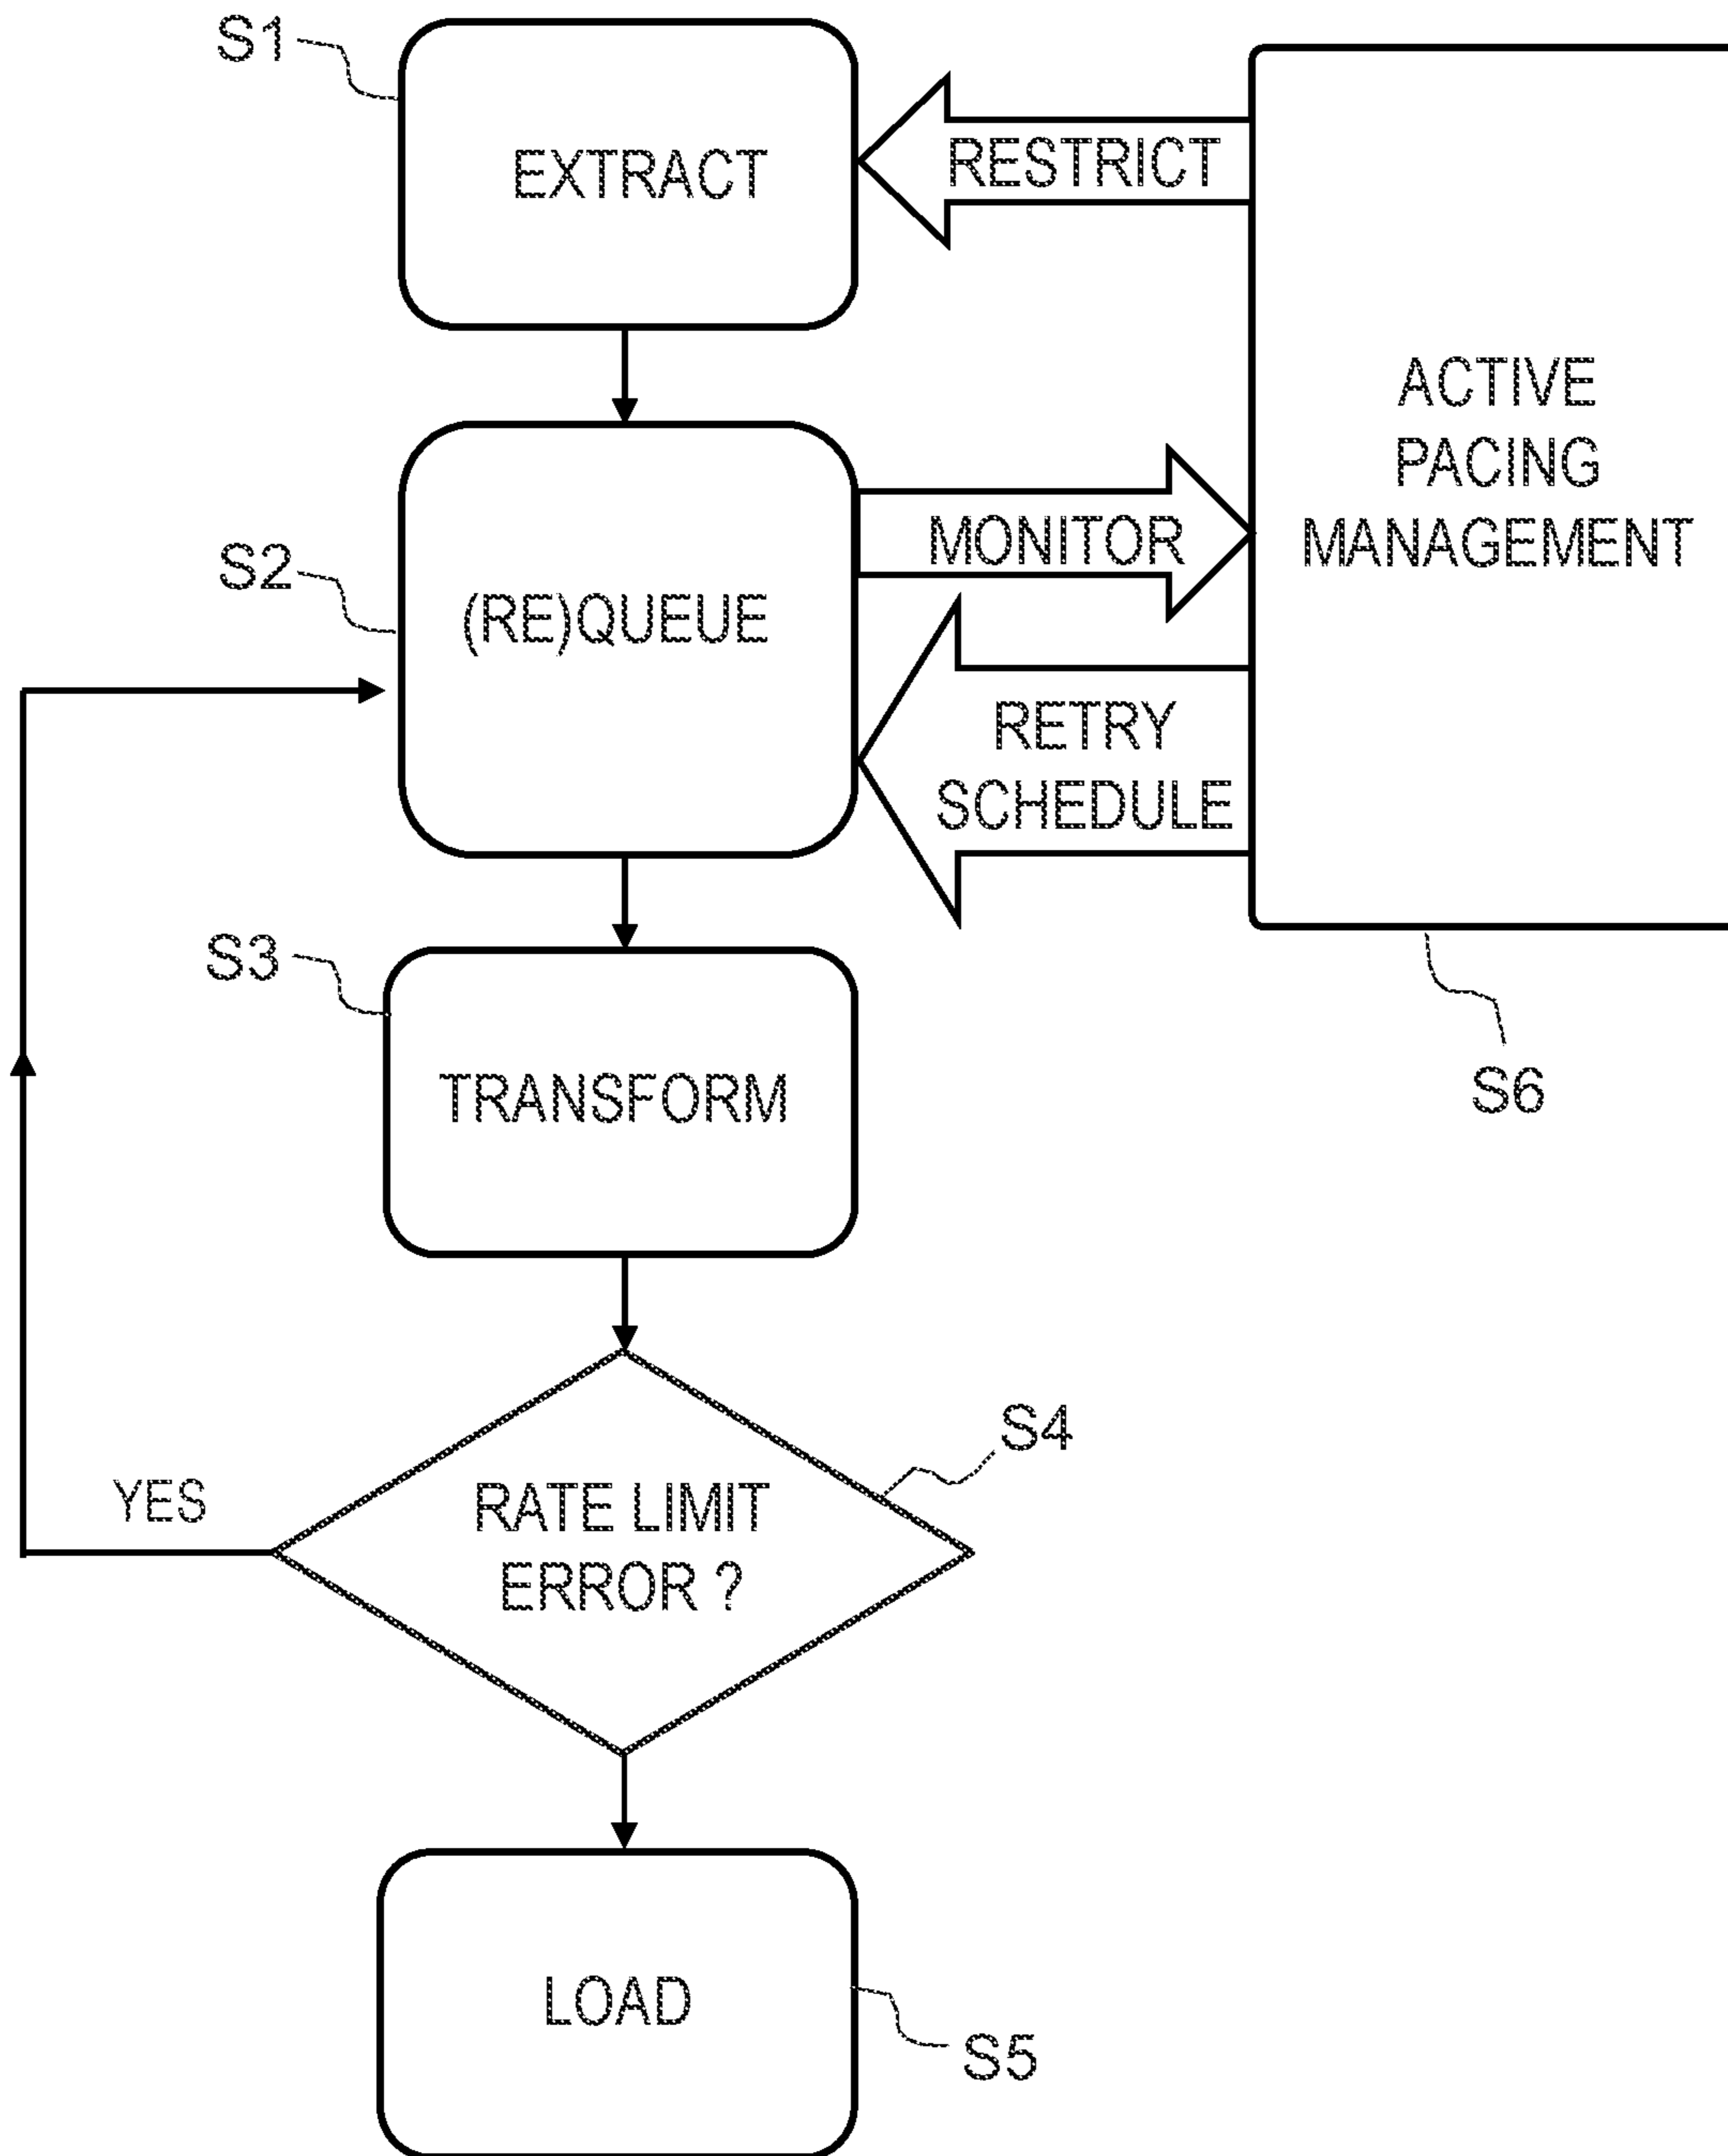 S1
EXTRACT
RESTRICT
ACTIVE
PACING
MANAGEMENT
S2
(RE)QUEUE
MONITOR
RETRY
SCHEDULE
S3
TRANSFORM
S6
S4
YES
RATE LIMIT
ERROR ?
LOAD
S5